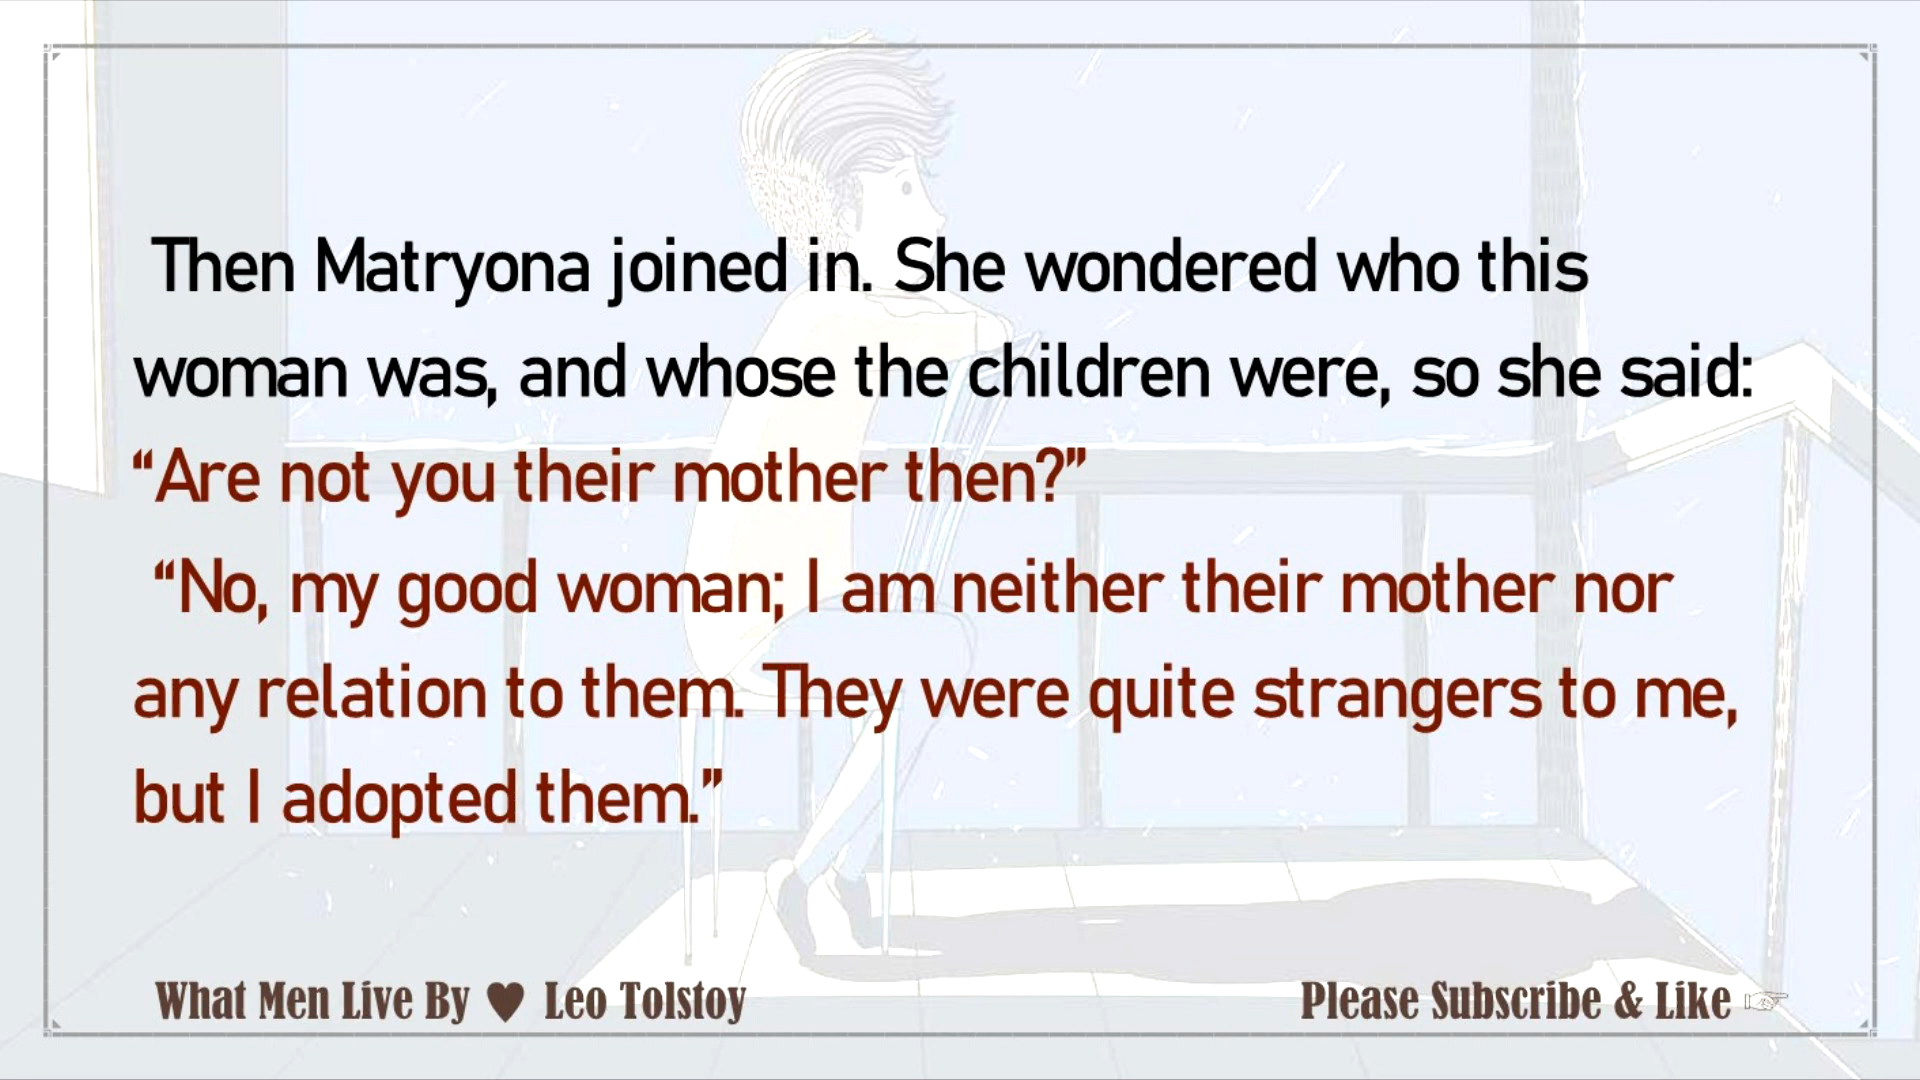 Then Matryona joined in. She wondered who this
woman was, and whose the children were, so she said:
“Are not you their mother then?”
“No, my good woman; I am neither their mother nor
any relation to them. They were quite strangers to me,
but I adopted them.”
What Men Live By ♥ Leo Tolstoy
Please Subscribe & Like ☞